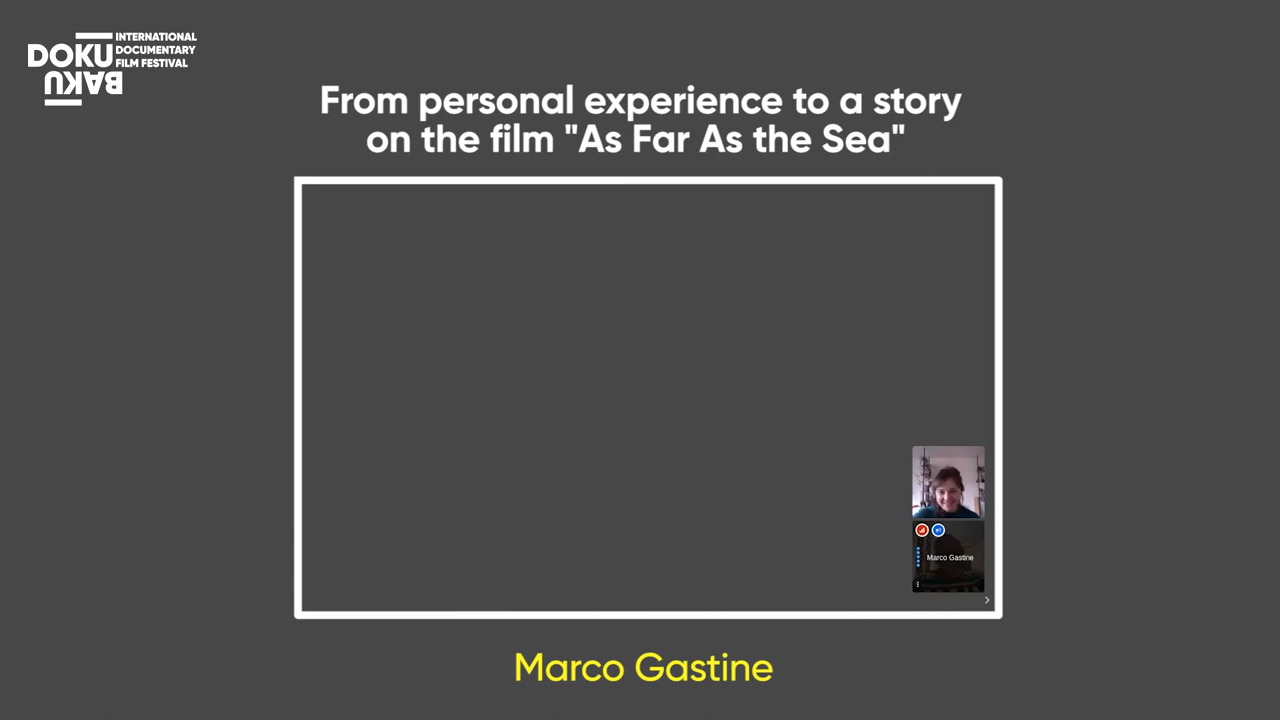 DOKU
BAKU
INTERNATIONAL
DOCUMENTARY
FILM FESTIVAL
From personal experience to a story
on the film "As Far As the Sea"
Marco Gastine
Marco Gastine